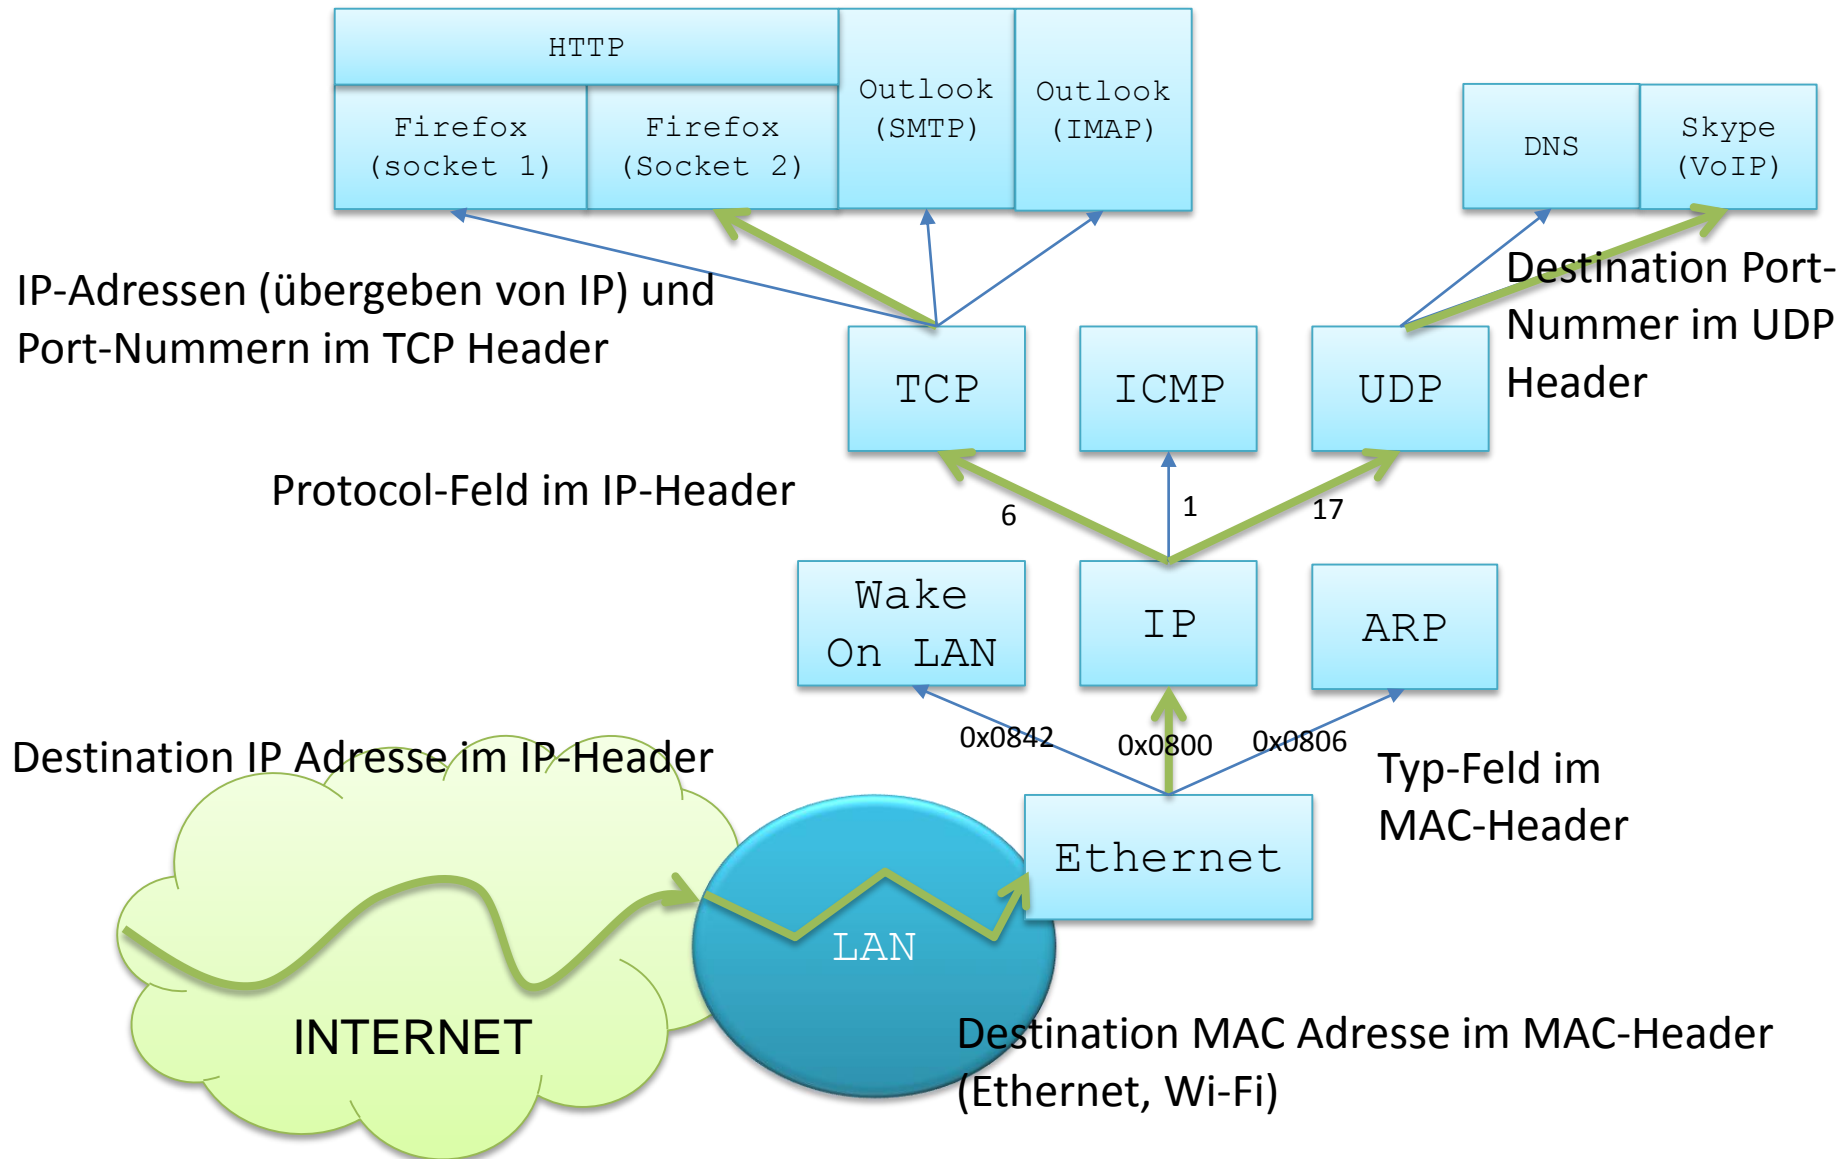 HTTP
Firefox
(socket 1)
Firefox
(Socket 2)
Outlook
(SMTP)
Outlook
(IMAP)
DNS
Skype
(VoIP)
IP-Adressen (übergeben von IP) und
Port-Nummern im TCP Header
Destination Port-
Nummer im UDP
Header
TCP
ICMP
UDP
Protocol-Feld im IP-Header
6
1
17
Wake
On LAN
IP
ARP
0x0842
0x0800
0x0806
Destination IP Adresse im IP-Header
Typ-Feld im
MAC-Header
Ethernet
LAN
INTERNET
Destination MAC Adresse im MAC-Header
(Ethernet, Wi-Fi)